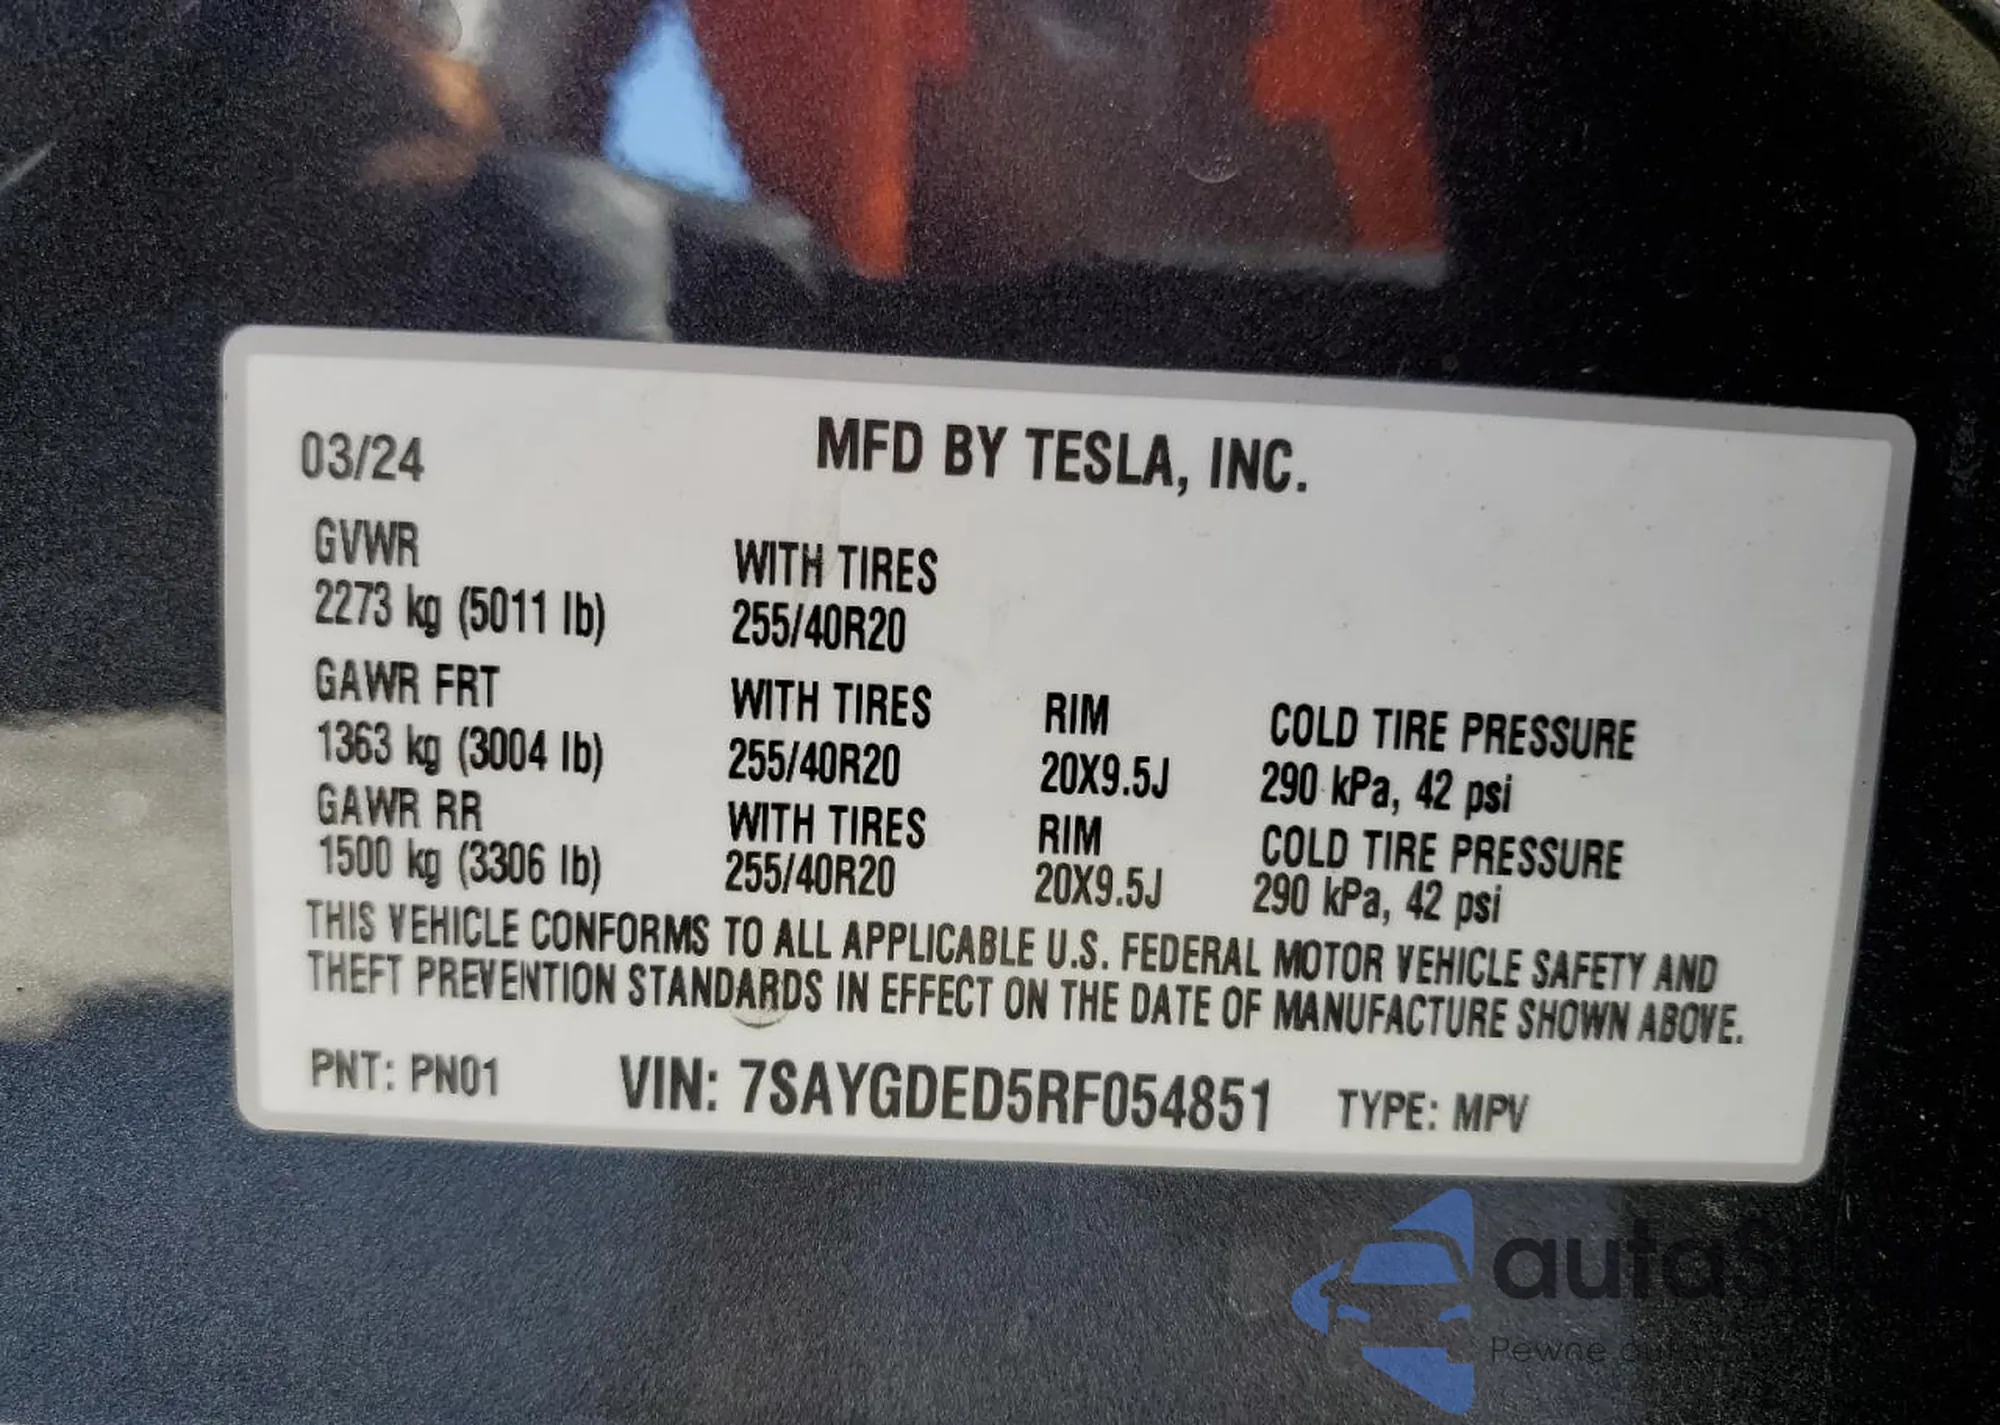 03/24 MFD BY TESLA, INC.
GVWR WITH TIRES
2273 kg (5011 lb) 255/40R20
GAWR FRT WITH TIRES RIM COLD TIRE PRESSURE
1363 kg (3004 lb) 255/40R20 20X9.5J 290 kPa, 42 psi
GAWR RR WITH TIRES RIM COLD TIRE PRESSURE
1500 kg (3306 lb) 255/40R20 20X9.5J 290 kPa, 42 psi
THIS VEHICLE CONFORMS TO ALL APPLICABLE U.S. FEDERAL MOTOR VEHICLE SAFETY AND
THEFT PREVENTION STANDARDS IN EFFECT ON THE DATE OF MANUFACTURE SHOWN ABOVE.
PNT: PN01 VIN: 7SAYGDED5RF054851 TYPE: MPV
Pewne